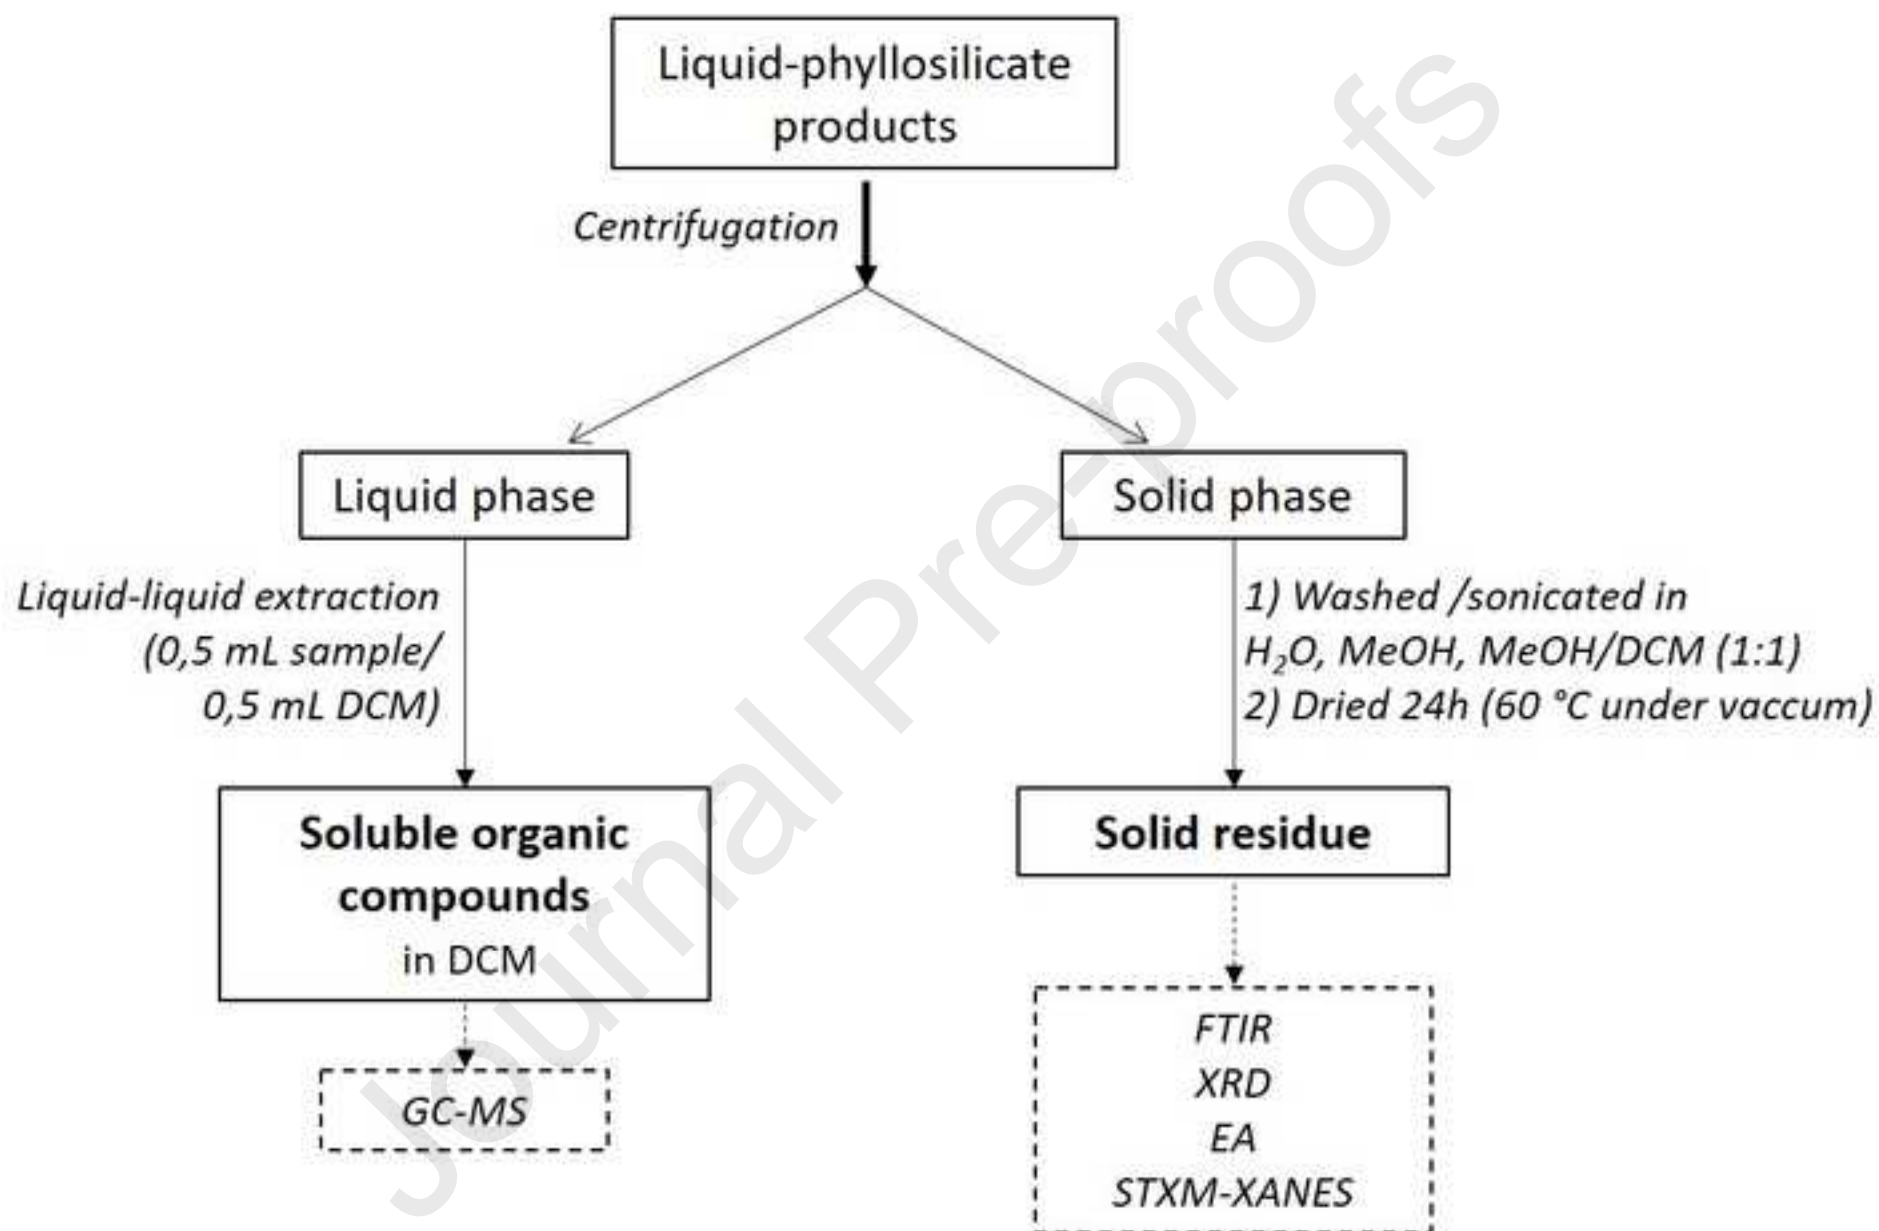 Liquid-phyllosilicate
products
Centrifugation
Liquid phase
Solid phase
Liquid-liquid extraction
(0,5 mL sample/
0,5 mL DCM)
1) Washed /sonicated in
H₂O, MeOH, MeOH/DCM (1:1)
2) Dried 24h (60 °C under vaccum)
Soluble organic
compounds
in DCM
Solid residue
GC-MS
FTIR
XRD
EA
STXM-XANES
Journal Pre-proofs